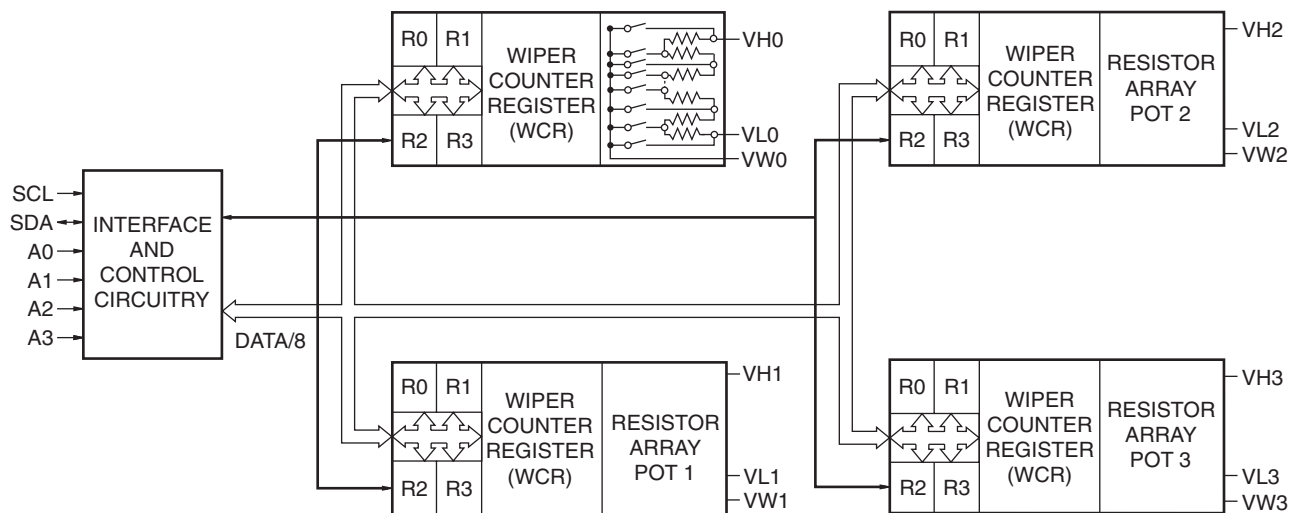 SCL
SDA
A0
A1
A2
A3
INTERFACE
AND
CONTROL
CIRCUITRY
DATA/8
R0 R1
R2 R3
WIPER
COUNTER
REGISTER
(WCR)
VH0
VL0
VW0
R0 R1
R2 R3
WIPER
COUNTER
REGISTER
(WCR)
RESISTOR
ARRAY
POT 2
VH2
VL2
VW2
R0 R1
R2 R3
WIPER
COUNTER
REGISTER
(WCR)
RESISTOR
ARRAY
POT 1
VH1
VL1
VW1
R0 R1
R2 R3
WIPER
COUNTER
REGISTER
(WCR)
RESISTOR
ARRAY
POT 3
VH3
VL3
VW3